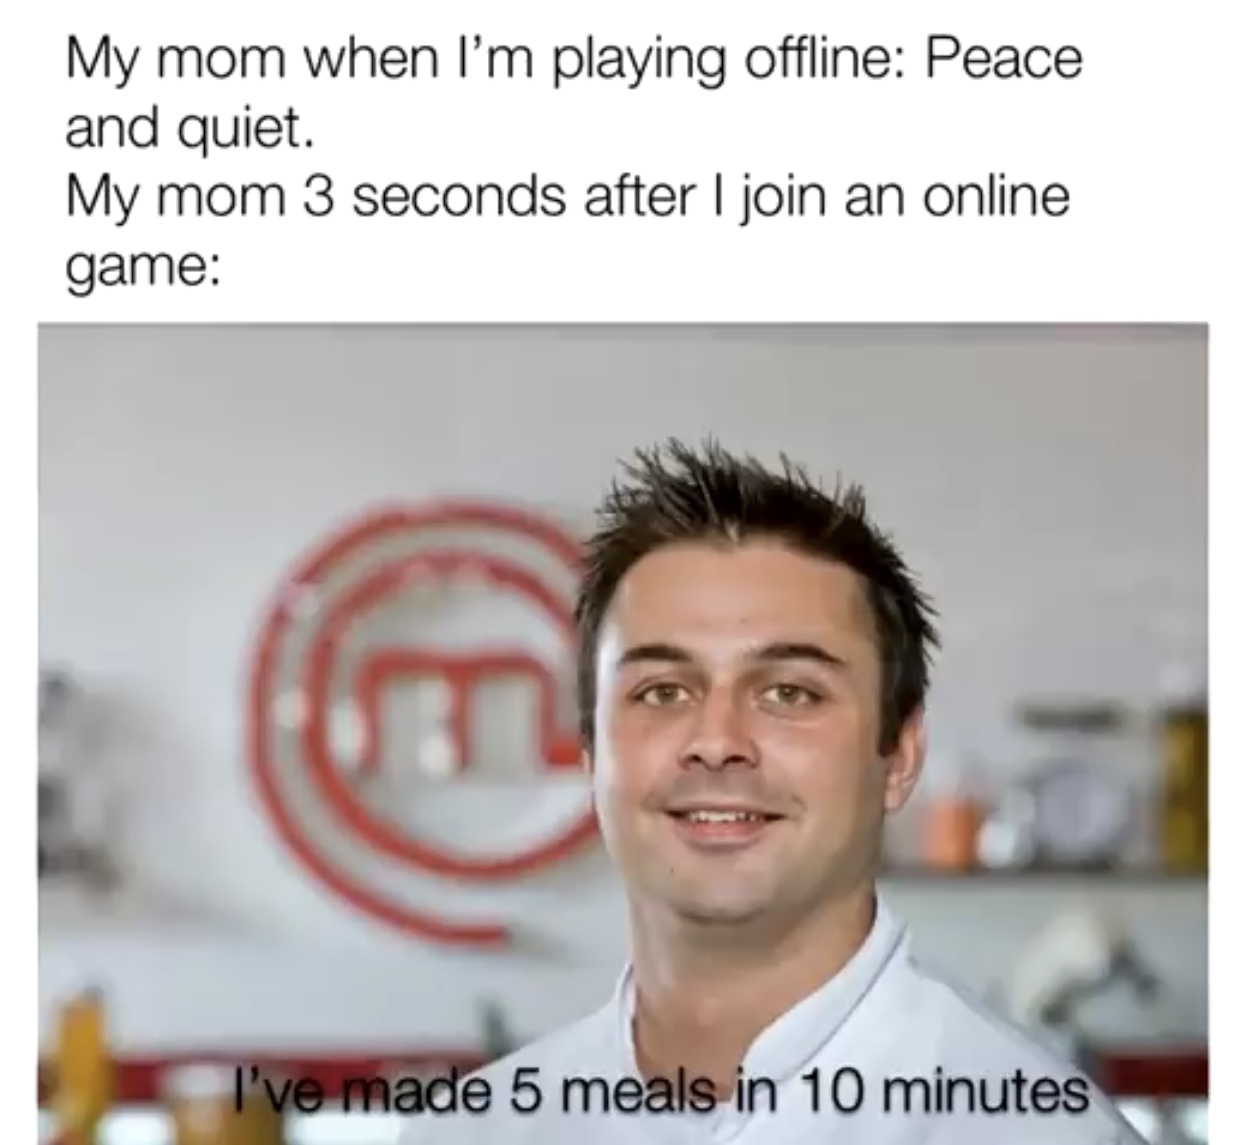 My mom when I’m playing offline: Peace
and quiet.
My mom 3 seconds after I join an online
game:
m
I’ve made 5 meals in 10 minutes